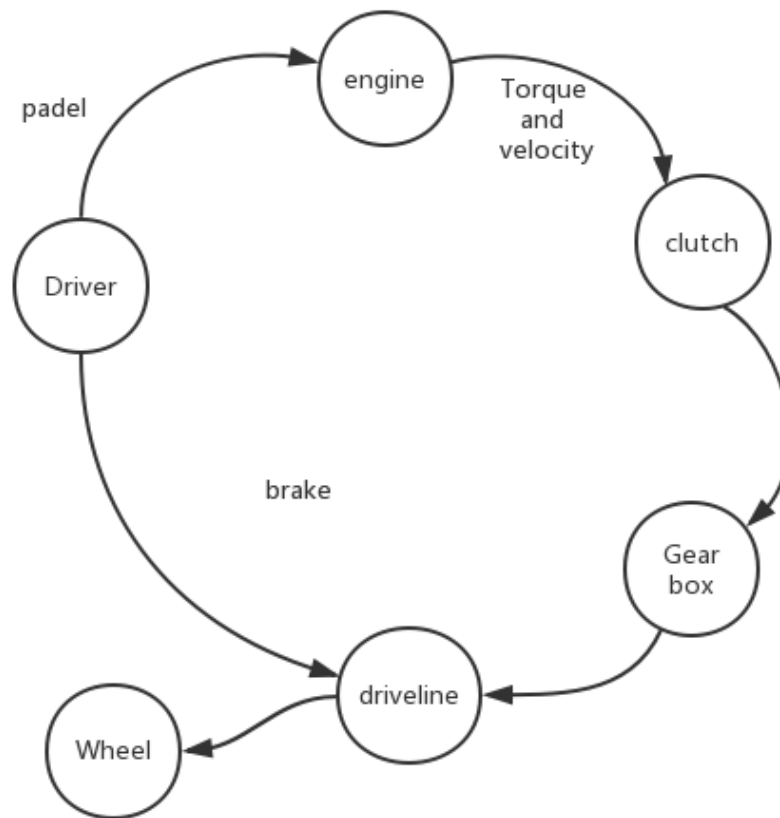 engine
padel
Torque
and
velocity
clutch
Driver
brake
Gear
box
driveline
Wheel